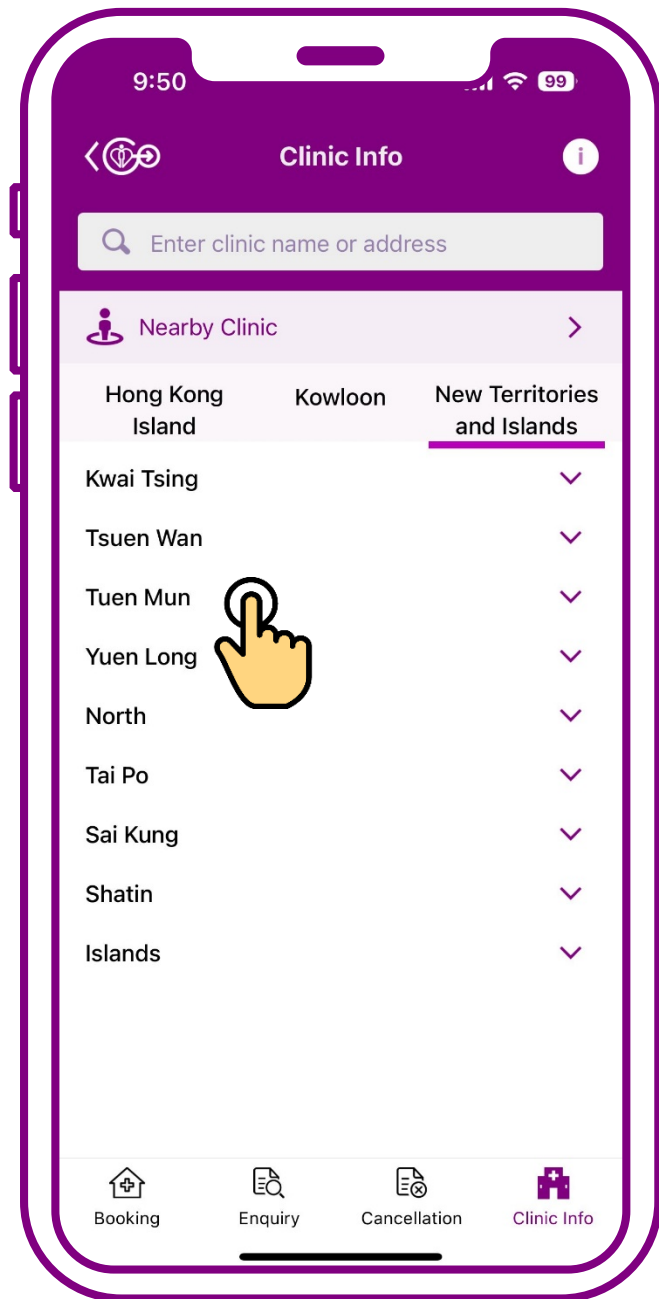 9:50
99
Clinic Info
i
Enter clinic name or address
Nearby Clinic
Hong Kong
Island
Kowloon
New Territories
and Islands
Kwai Tsing
Tsuen Wan
Tuen Mun
Yuen Long
North
Tai Po
Sai Kung
Shatin
Islands
Booking
Enquiry
Cancellation
Clinic Info